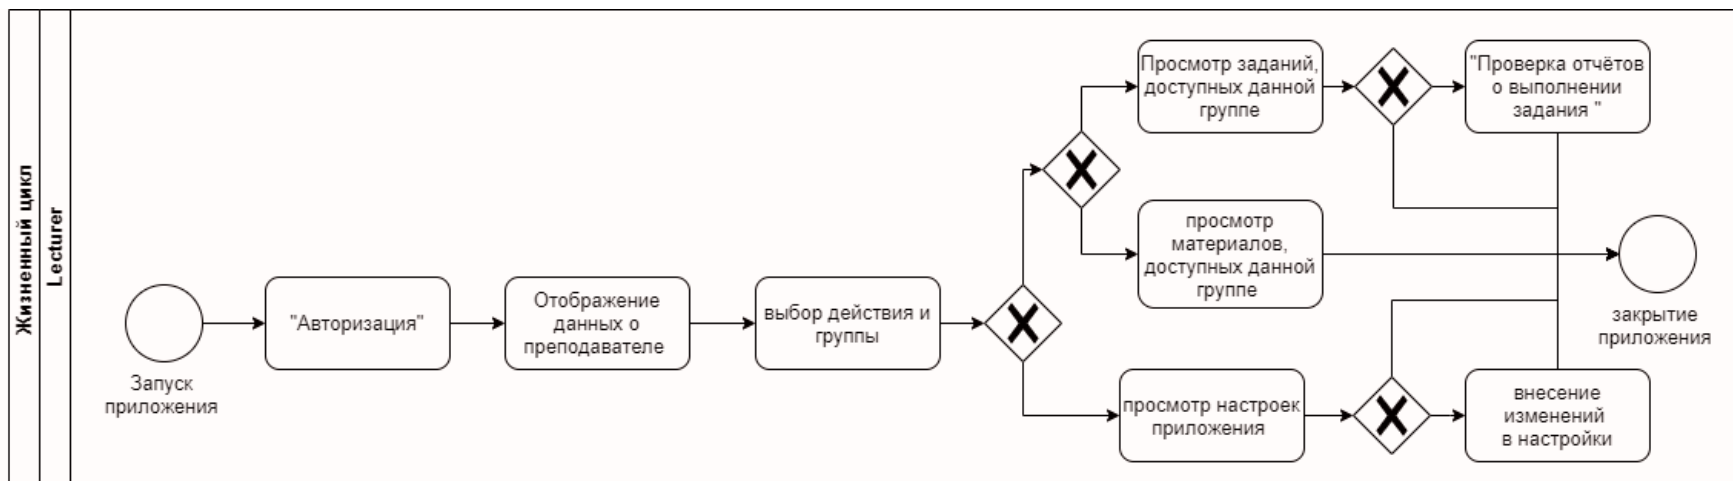 Жизненный цикл
Lecturer
Запуск
приложения
"Авторизация"
Отображение
данных о
преподавателе
выбор действия и
группы
Просмотр заданий,
доступных данной
группе
"Проверка отчётов
о выполнении
задания "
просмотр
материалов,
доступных данной
группе
закрытие
приложения
просмотр настроек
приложения
внесение
изменений
в настройки